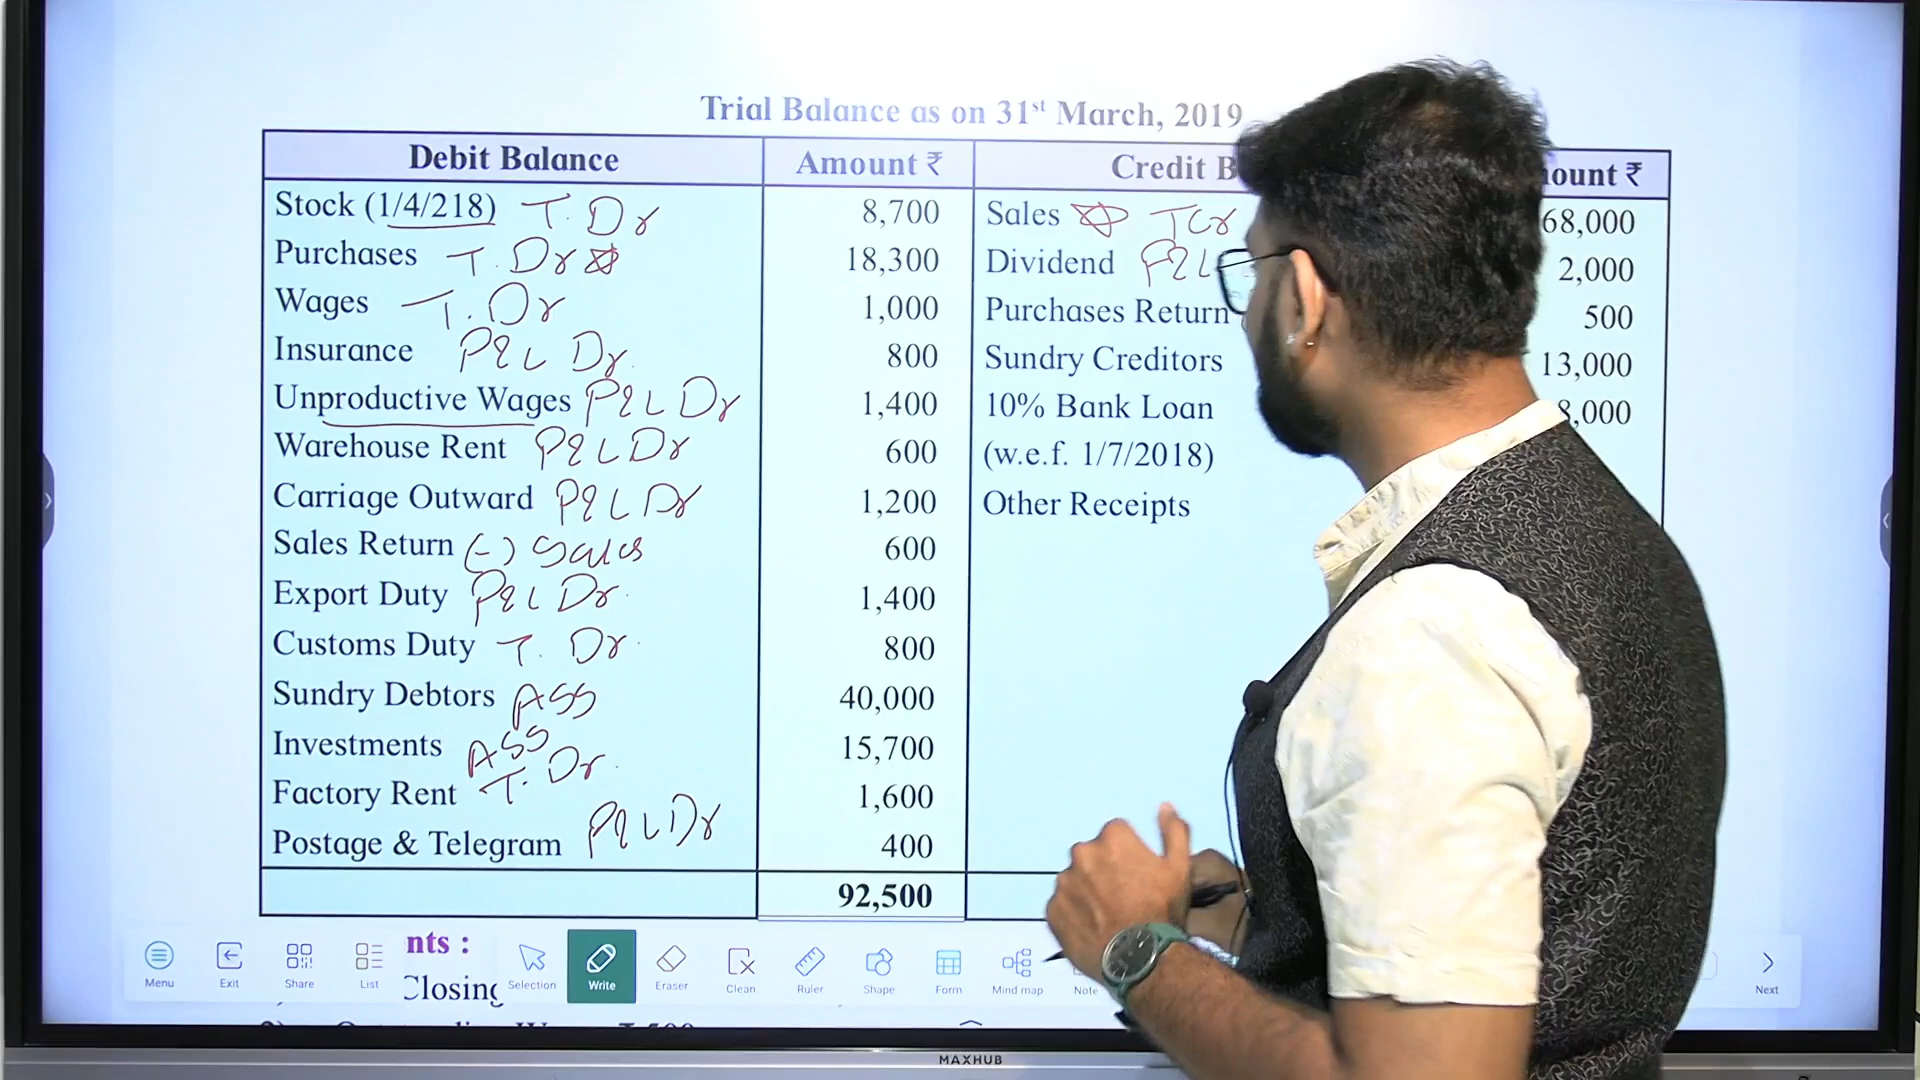 Trial Balance as on 31st March, 2019
Debit Balance Amount ₹ Credit B ount ₹
Stock (1/4/218) T. Dr 8,700 Sales TCr 68,000
Purchases T. Dr 18,300 Dividend P&L 2,000
Wages T. Dr 1,000 Purchases Return 500
Insurance P&L Dr. 800 Sundry Creditors 13,000
Unproductive Wages P&L Dr 1,400 10% Bank Loan 8,000
Warehouse Rent P&L Dr 600 (w.e.f. 1/7/2018)
Carriage Outward P&L Dr 1,200 Other Receipts
Sales Return (-) Sales 600
Export Duty P&L Dr. 1,400
Customs Duty T. Dr. 800
Sundry Debtors ASS 40,000
Investments ASS 15,700
Factory Rent T. Dr. 1,600
Postage & Telegram P&L Dr 400
92,500
nts :
Closing
Menu Exit Share List Selection Write Eraser Clean Ruler Shape Form Mind map Note Next
MAXHUB